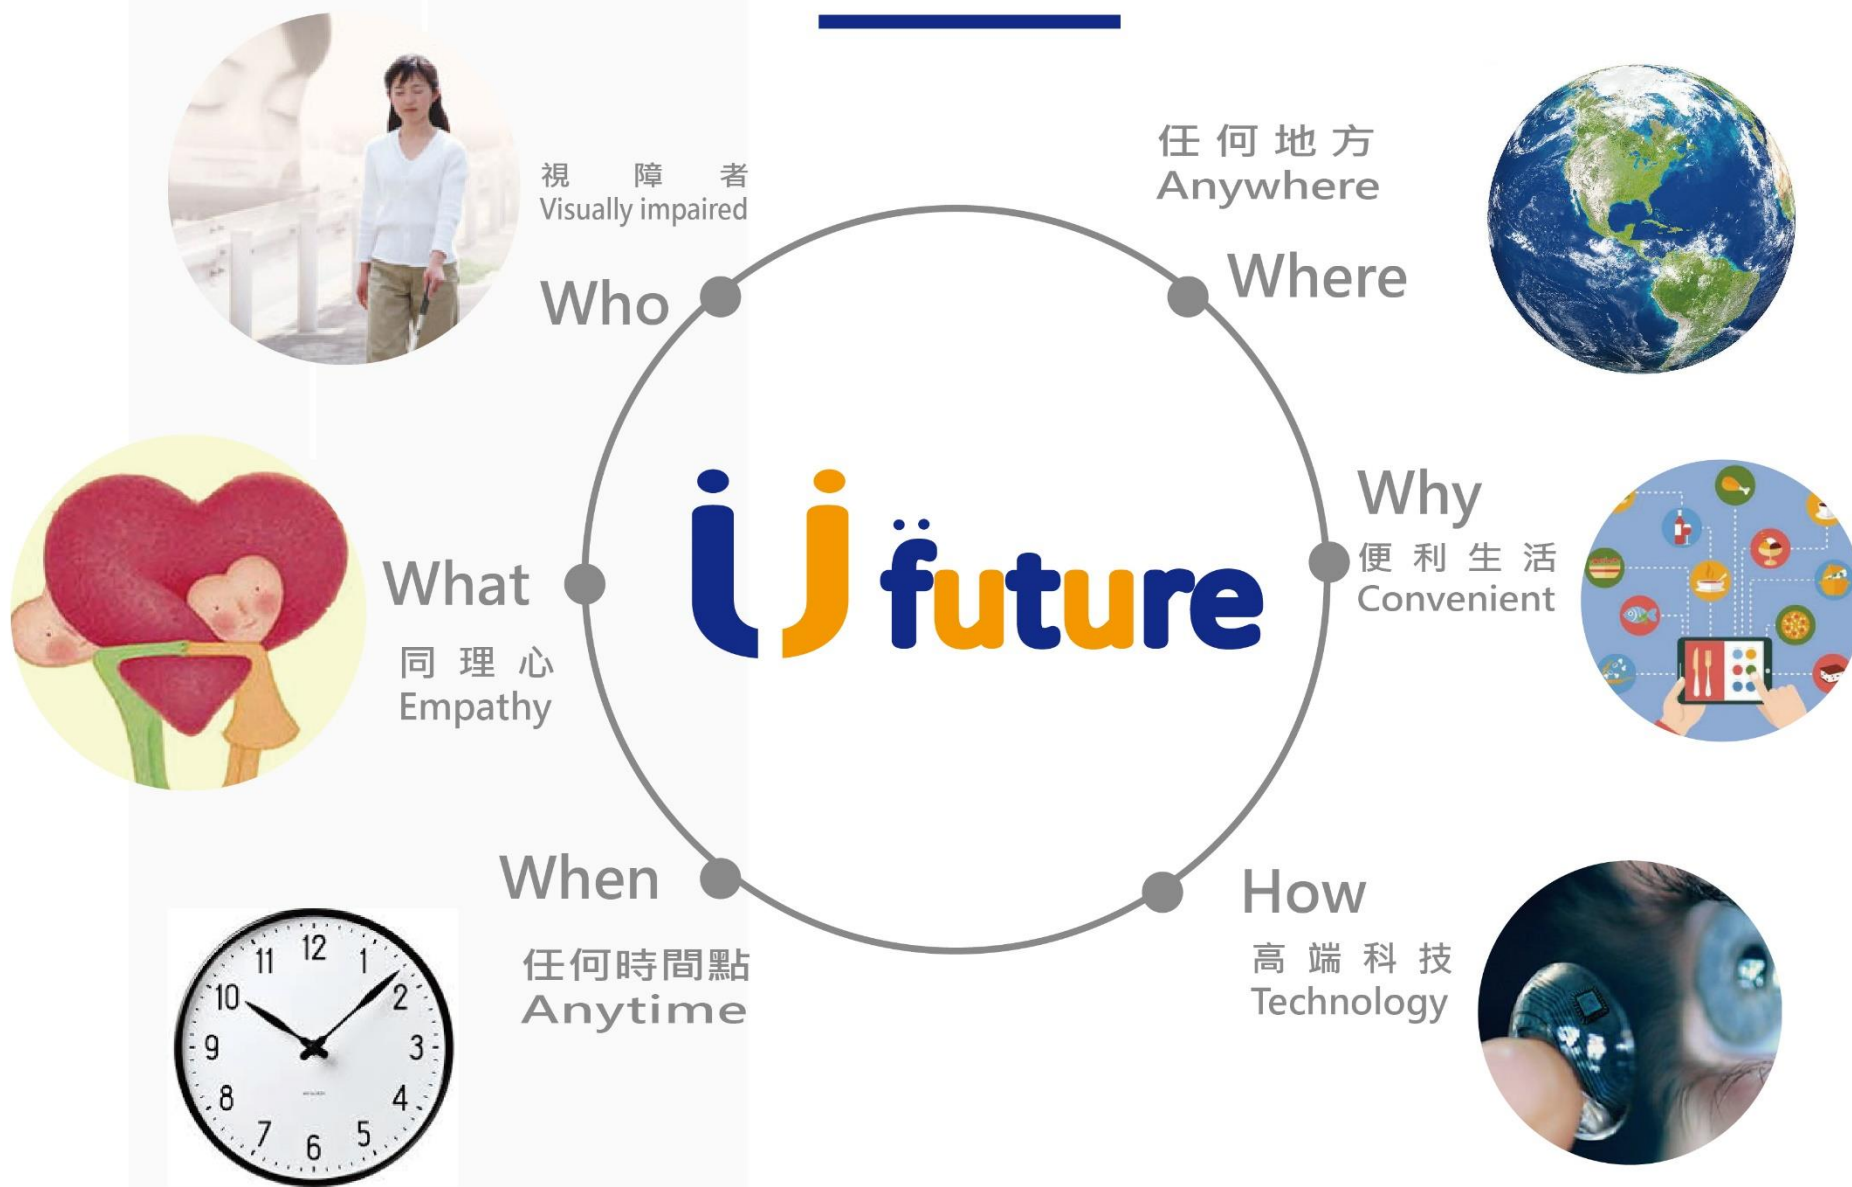 視障者
Visually impaired
Who
任何地方
Anywhere
Where
What
同理心
Empathy
future
Why
便利生活
Convenient
When
任何時間點
Anytime
How
高端科技
Technology
12
1
2
3
4
5
6
7
8
9
10
11